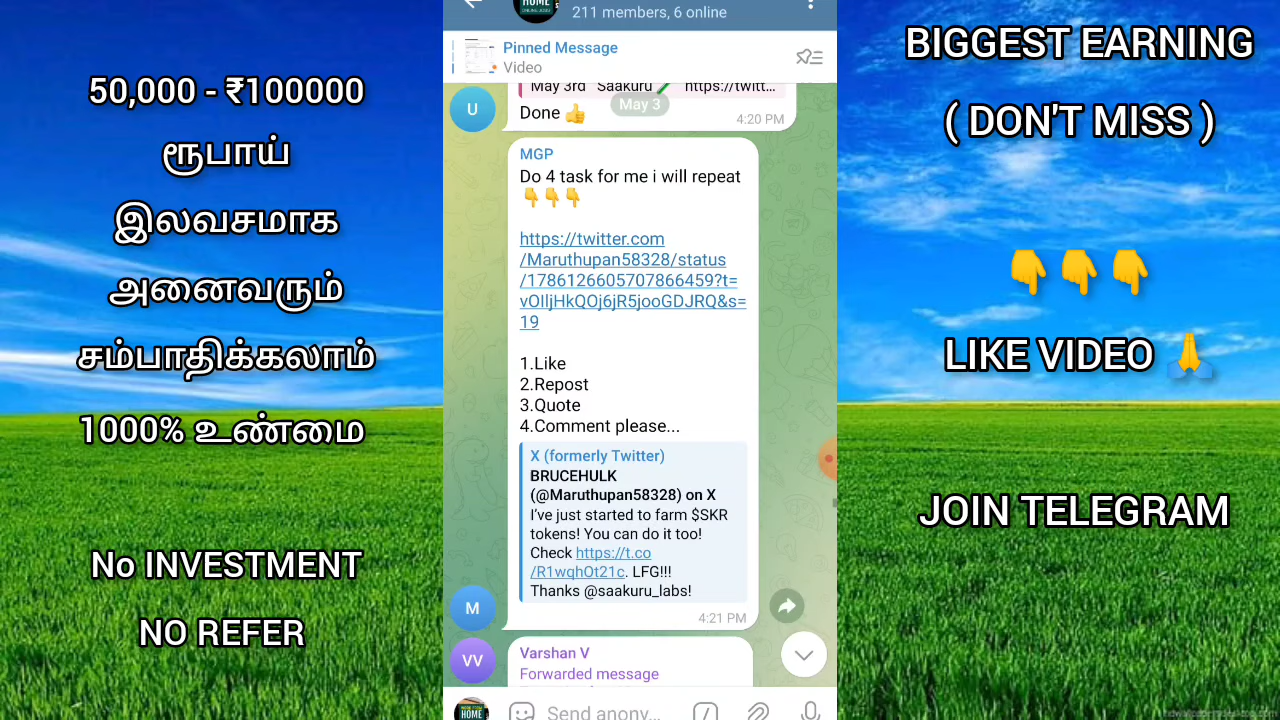 50,000 - ₹100000
ரூபாய்
இலவசமாக
அனைவரும்
சம்பாதிக்கலாம்
1000% உண்மை
No INVESTMENT
NO REFER
HOME
211 members, 6 online
Pinned Message
Video
May 3rd Saakuru https://twitt...
May 3
U
Done 👍
4:20 PM
MGP
Do 4 task for me i will repeat
👇👇👇
https://twitter.com
/Maruthupan58328/status
/1786126605707866459?t=
vOIljHkQOj6jR5jooGDJRQ&s=
19
1.Like
2.Repost
3.Quote
4.Comment please...
X (formerly Twitter)
BRUCEHULK
(@Maruthupan58328) on X
I've just started to farm $SKR
tokens! You can do it too!
Check https://t.co
/R1wqhOt21c. LFG!!!
Thanks @saakuru_labs!
M
4:21 PM
VV
Varshan V
Forwarded message
HOME
Send anony...
BIGGEST EARNING
( DON'T MISS )
👇👇👇
LIKE VIDEO 🙏
JOIN TELEGRAM